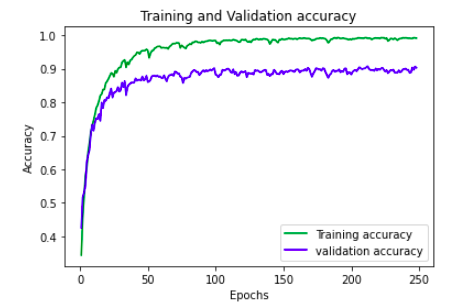 Training and Validation accuracy
1.0
0.9
0.8
0.7
0.6
0.5
0.4
Accuracy
0
50
100
150
200
250
Epochs
Training accuracy
validation accuracy